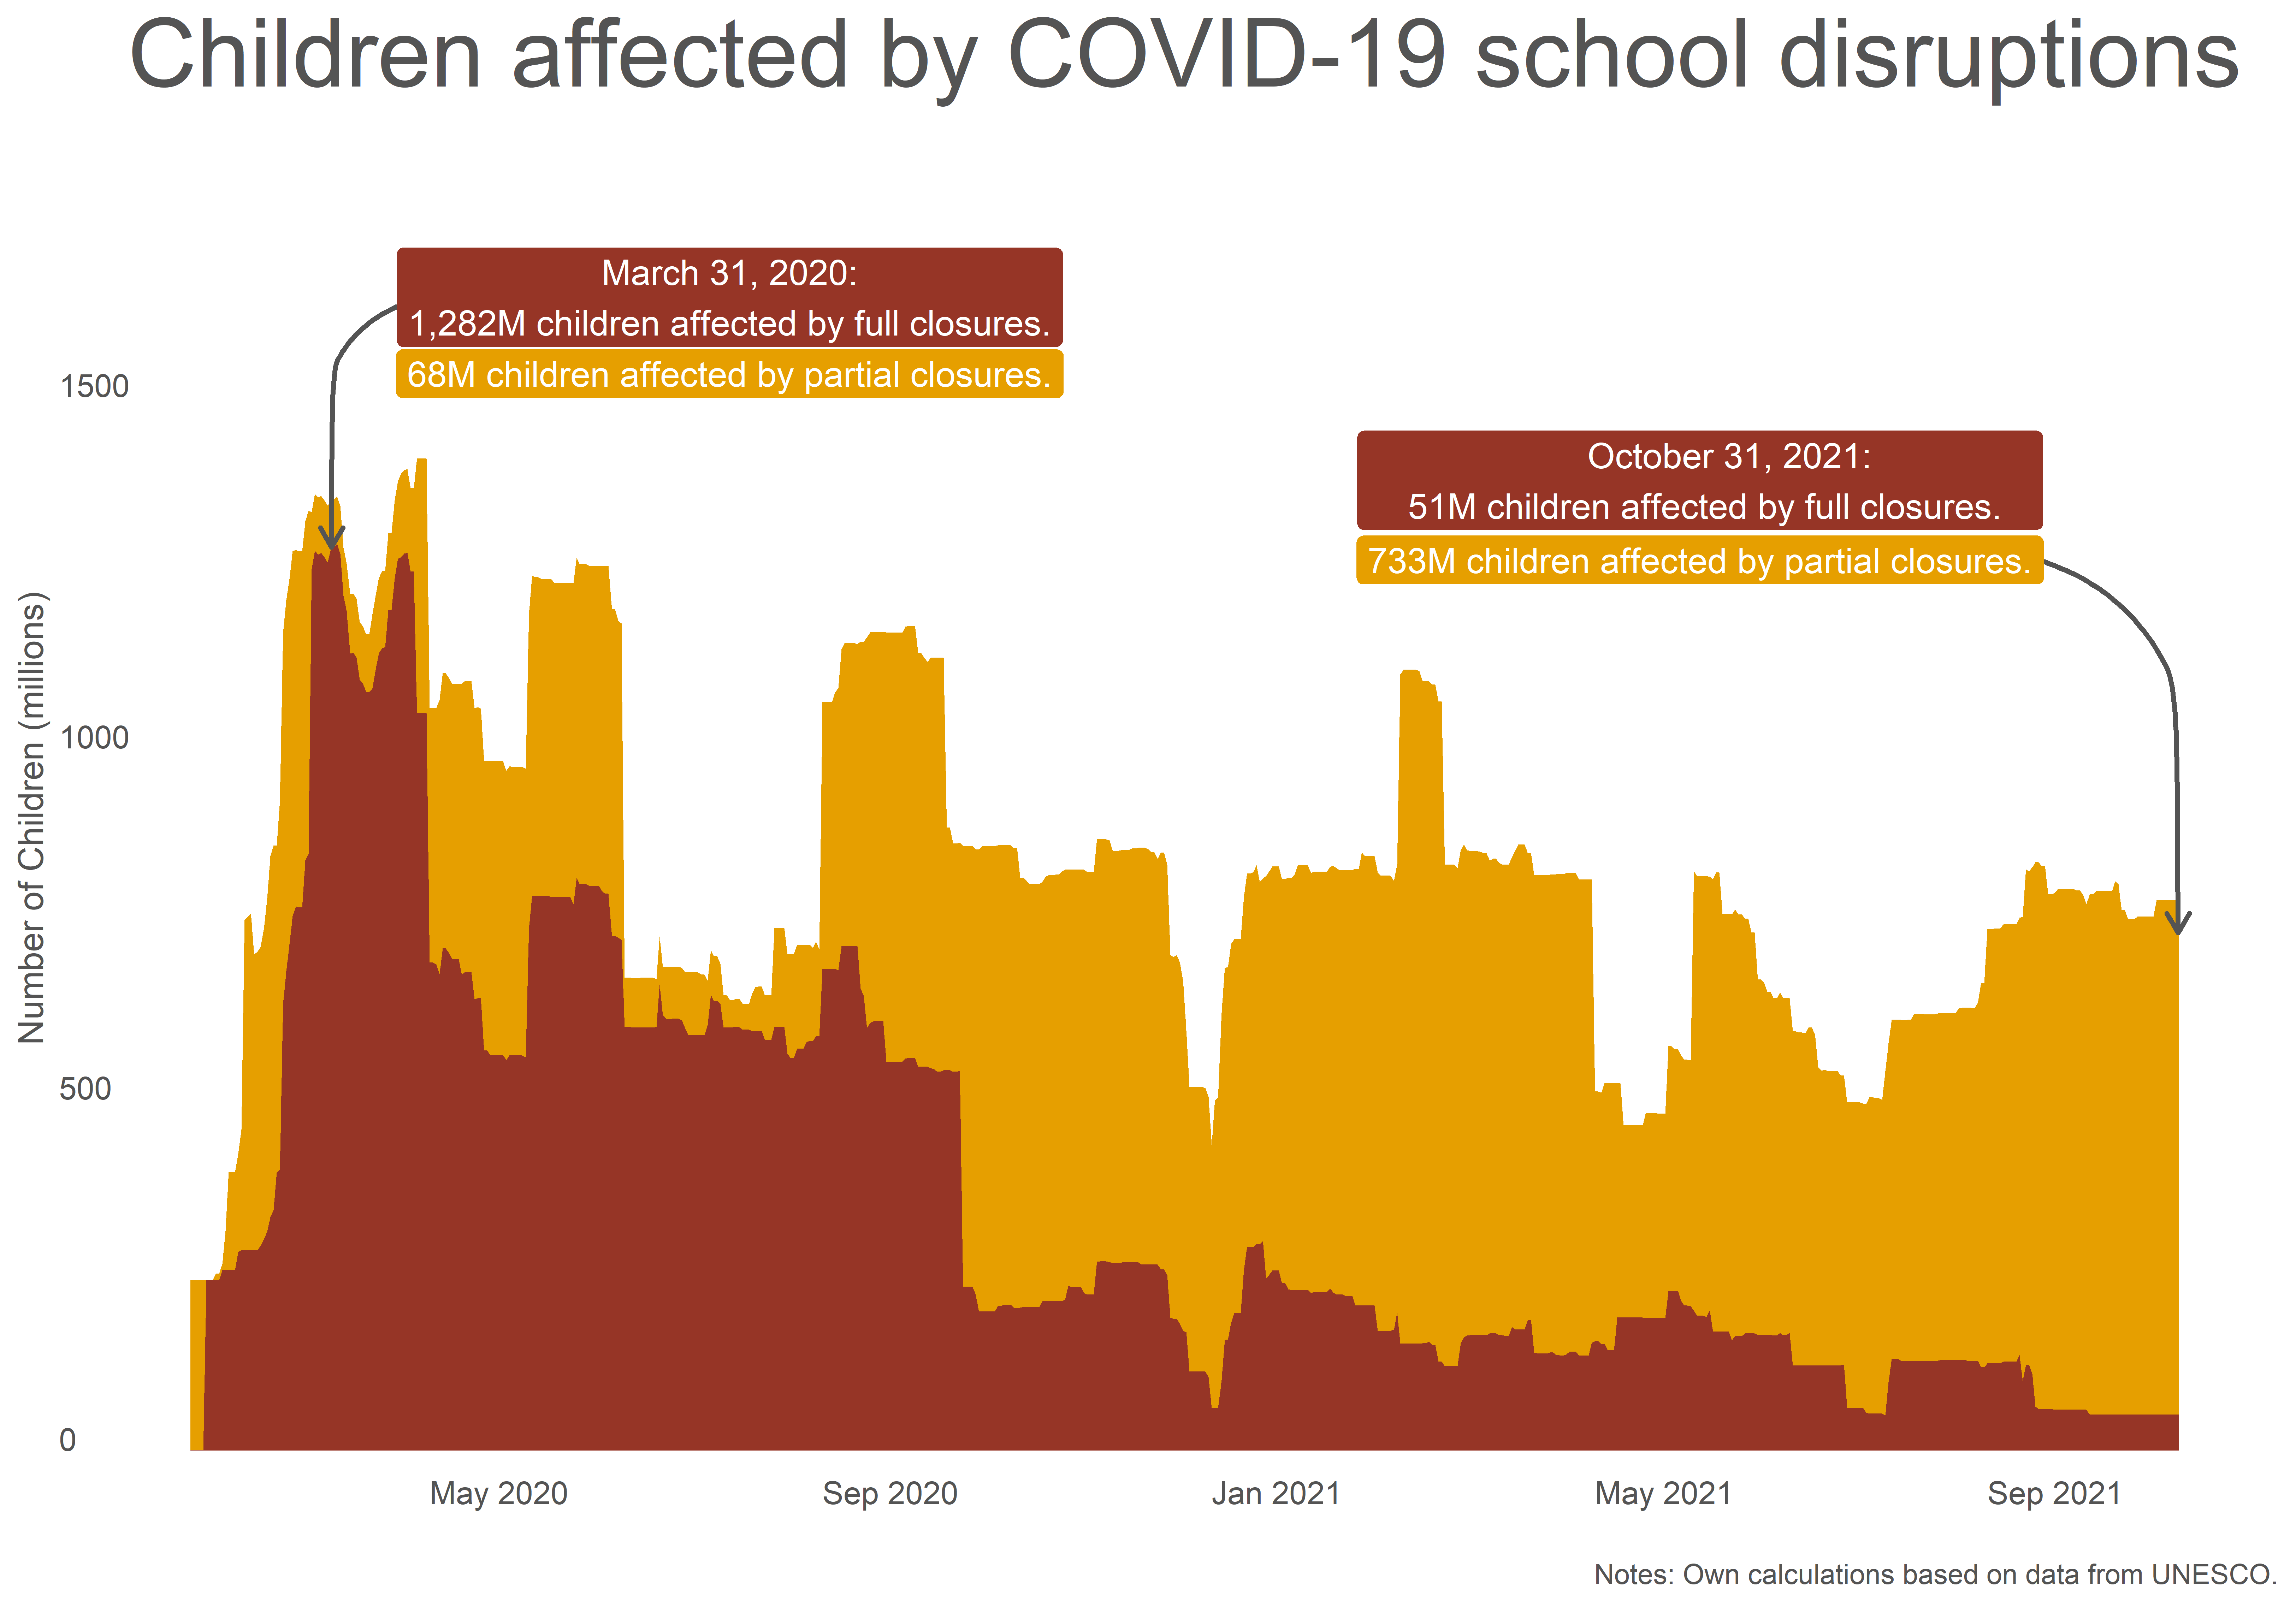 Children affected by COVID-19 school disruptions
March 31, 2020:
1,282M children affected by full closures.
68M children affected by partial closures.
October 31, 2021:
51M children affected by full closures.
733M children affected by partial closures.
Number of Children (millions)
1500
1000
500
0
May 2020
Sep 2020
Jan 2021
May 2021
Sep 2021
Notes: Own calculations based on data from UNESCO.